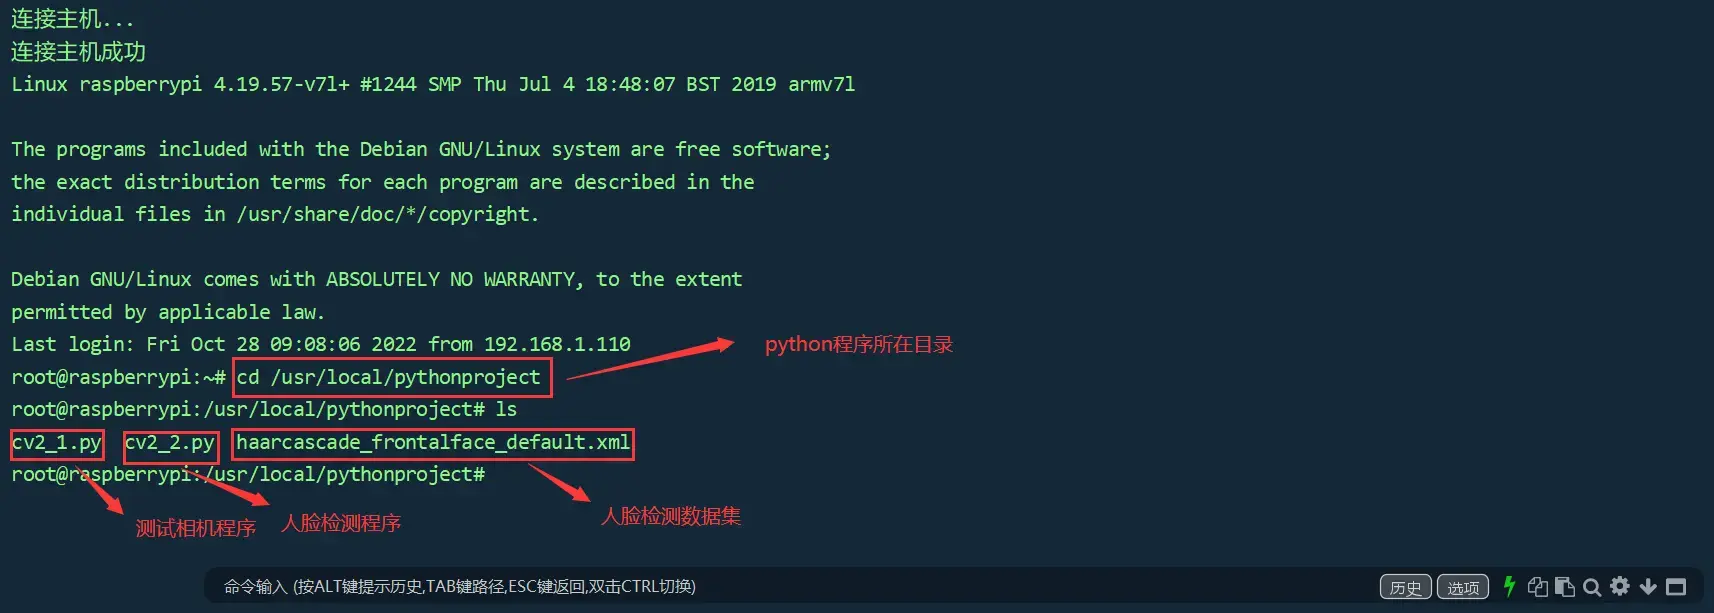 连接主机...
连接主机成功
Linux raspberrypi 4.19.57-v7l+ #1244 SMP Thu Jul 4 18:48:07 BST 2019 armv7l
The programs included with the Debian GNU/Linux system are free software;
the exact distribution terms for each program are described in the
individual files in /usr/share/doc/*/copyright.
Debian GNU/Linux comes with ABSOLUTELY NO WARRANTY, to the extent
permitted by applicable law.
Last login: Fri Oct 28 09:08:06 2022 from 192.168.1.110
python程序所在目录
root@raspberrypi:~# cd /usr/local/pythonproject
root@raspberrypi:/usr/local/pythonproject# ls
cv2_1.py cv2_2.py haarcascade_frontalface_default.xml
root@raspberrypi:/usr/local/pythonproject#
测试相机程序 人脸检测程序 人脸检测数据集
命令输入 (按ALT键提示历史,TAB键路径,ESC键返回,双击CTRL切换) 历史 选项